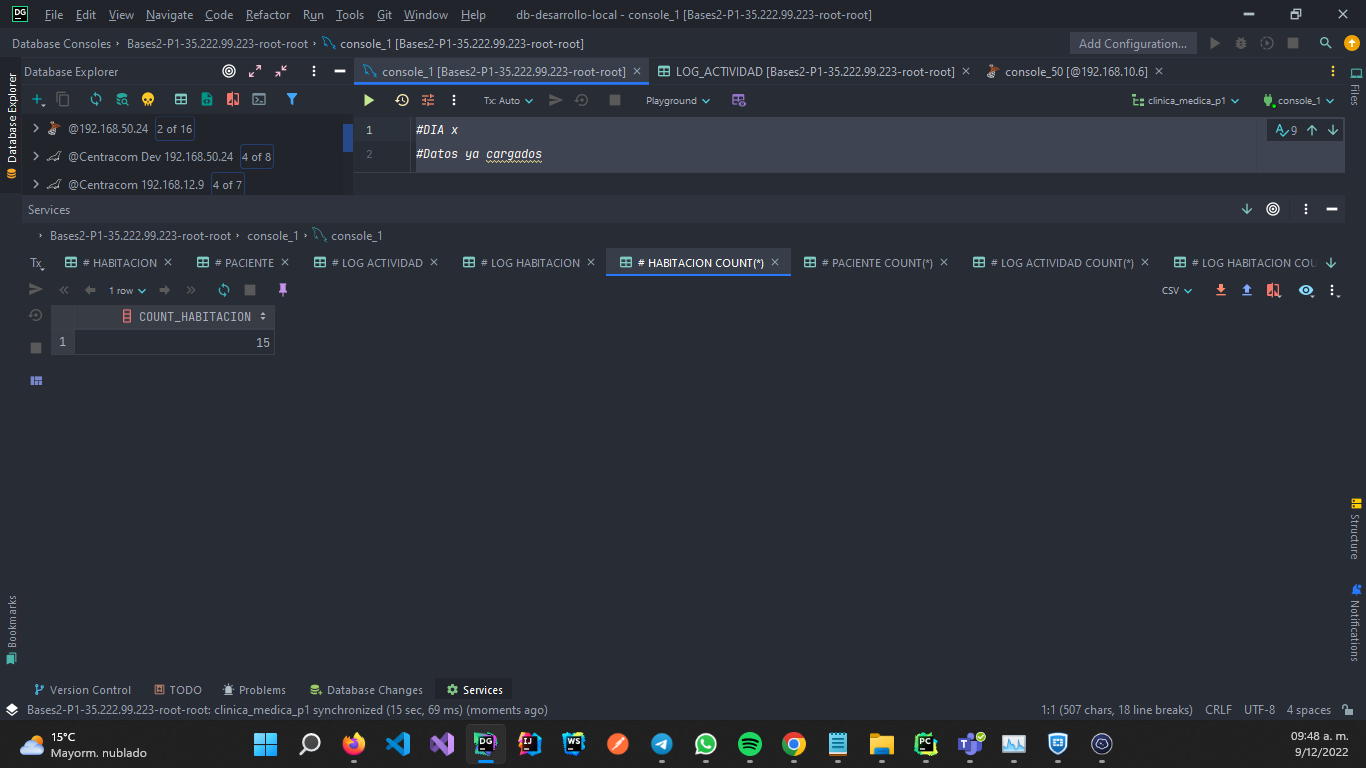 DG File Edit View Navigate Code Refactor Run Tools Git Window Help db-desarrollo-local - console_1 [Bases2-P1-35.222.99.223-root-root]
Database Consoles Bases2-P1-35.222.99.223-root-root console_1 [Bases2-P1-35.222.99.223-root-root] Add Configuration...
Database Explorer
Database Explorer
console_1 [Bases2-P1-35.222.99.223-root-root] LOG_ACTIVIDAD [Bases2-P1-35.222.99.223-root-root] console_50 [@192.168.10.6]
Files
Tx: Auto Playground clinica_medica_p1 console_1
@192.168.50.24 2 of 16
@Centracom Dev 192.168.50.24 4 of 8
@Centracom 192.168.12.9 4 of 7
1 #DIA x
2 #Datos ya cargados
9
Services
Bases2-P1-35.222.99.223-root-root console_1 console_1
Tx # HABITACION # PACIENTE # LOG ACTIVIDAD # LOG HABITACION # HABITACION COUNT(*) # PACIENTE COUNT(*) # LOG ACTIVIDAD COUNT(*) # LOG HABITACION COU
1 row CSV
COUNT_HABITACION
1 15
Structure
Notifications
Bookmarks
Version Control TODO Problems Database Changes Services
Bases2-P1-35.222.99.223-root-root: clinica_medica_p1 synchronized (15 sec, 69 ms) (moments ago) 1:1 (507 chars, 18 line breaks) CRLF UTF-8 4 spaces
15°C
Mayorm. nublado
DG IJ WS PC
09:48 a. m.
9/12/2022